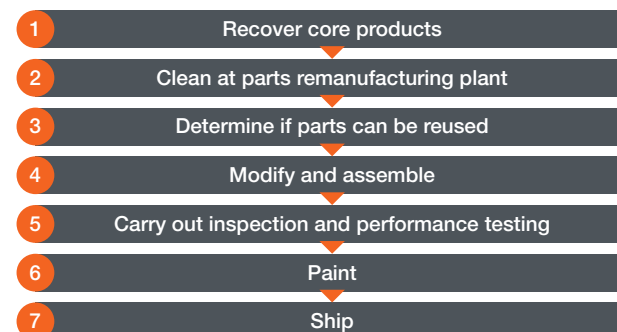 1 Recover core products
2 Clean at parts remanufacturing plant
3 Determine if parts can be reused
4 Modify and assemble
5 Carry out inspection and performance testing
6 Paint
7 Ship